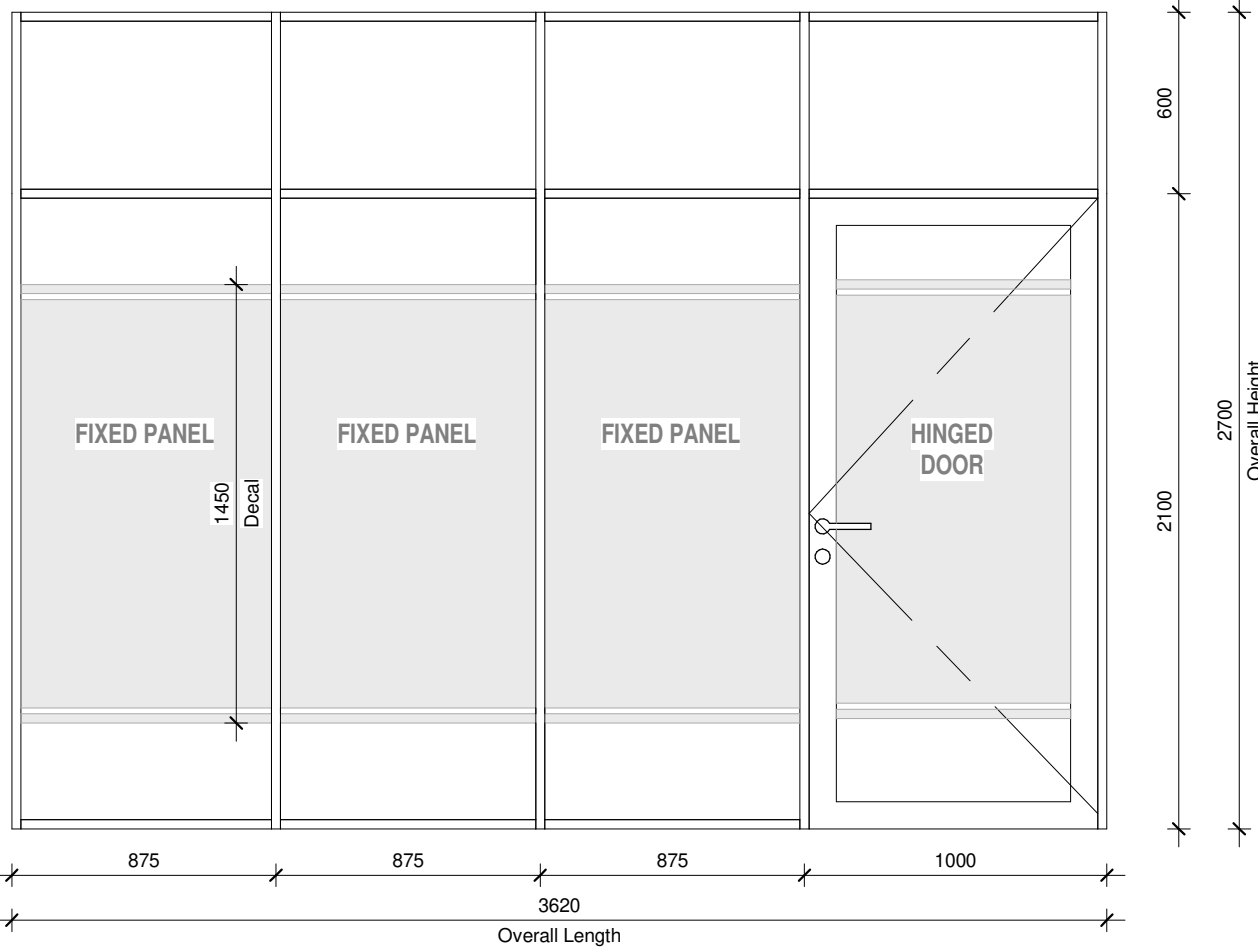 600
FIXED PANEL
FIXED PANEL
FIXED PANEL
HINGED
DOOR
1450
Decal
2100
2700
Overall Height
875
875
875
1000
3620
Overall Length